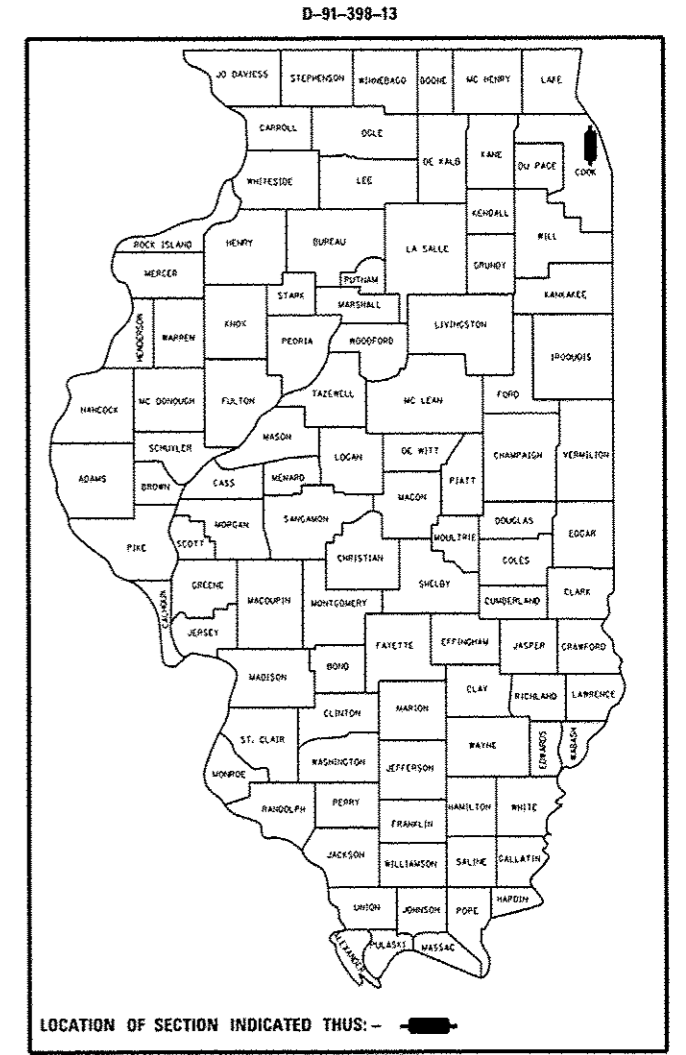 D-91-398-13
JO DAVIESS STEPHENSON WINNEBAGO BOONE MC HENRY LAKE
CARROLL OGLE DE KALB KANE DU PAGE COOK
WHITESIDE LEE
KENDALL WILL
ROCK ISLAND HENRY BUREAU LA SALLE GRUNDY
MERCER PUTNAM KANKAKEE
STARK MARSHALL
HENDERSON WARREN KNOX PEORIA WOODFORD LIVINGSTON IROQUOIS
HANCOCK MC DONOUGH FULTON TAZEWELL MC LEAN FORD
SCHUYLER MASON LOGAN DE WITT CHAMPAIGN VERMILION
ADAMS BROWN CASS MENARD MACON PIATT
PIKE SCOTT MORGAN SANGAMON CHRISTIAN MOULTRIE DOUGLAS EDGAR
COLES
CALHOUN GREENE MACOUPIN MONTGOMERY SHELBY CUMBERLAND CLARK
JERSEY FAYETTE EFFINGHAM JASPER CRAWFORD
MADISON BOND
CLAY RICHLAND LAWRENCE
CLINTON MARION
ST. CLAIR WAYNE EDWARDS WABASH
MONROE WASHINGTON JEFFERSON
RANDOLPH PERRY HAMILTON WHITE
FRANKLIN
JACKSON WILLIAMSON SALINE GALLATIN
UNION JOHNSON POPE HARDIN
ALEXANDER PULASKI MASSAC
LOCATION OF SECTION INDICATED THUS: -